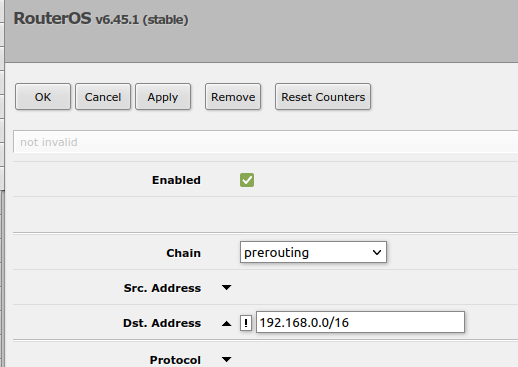 RouterOS v6.45.1 (stable)
OK Cancel Apply Remove Reset Counters
not invalid
Enabled
Chain prerouting
Src. Address
Dst. Address ! 192.168.0.0/16
Protocol